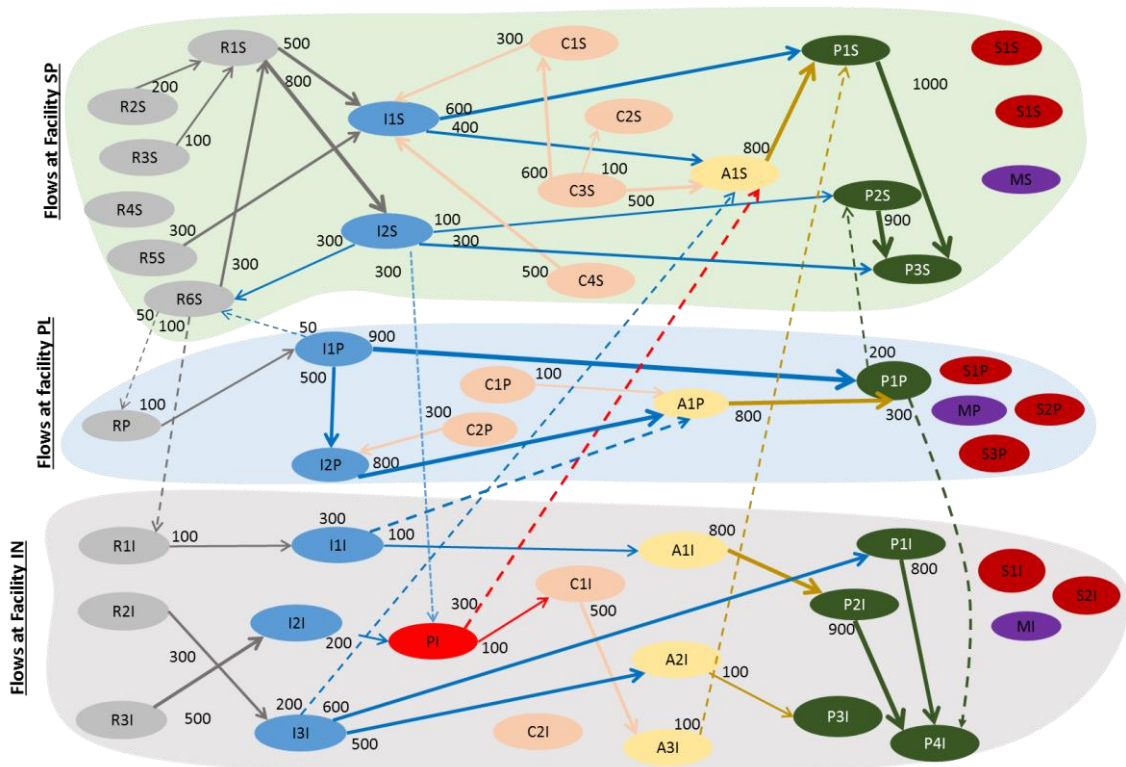 Flows at Facility SP
R1S
500
800
R2S
200
R3S
100
R4S
R5S
300
R6S
300
50
100
300
C1S
I1S
600
400
C2S
600
C3S
100
500
I2S
100
300
300
300
500
C4S
P1S
1000
A1S
800
P2S
900
P3S
S1S
S1S
MS
Flows at facility PL
50
I1P
900
500
RP
100
C1P
100
300
C2P
I2P
800
A1P
800
200
P1P
300
S1P
MP
S2P
S3P
Flows at Facility IN
R1I
100
300
I1I
100
R2I
300
I2I
200
R3I
500
200
600
I3I
500
PI
300
100
C1I
500
C2I
A1I
800
A2I
100
100
A3I
P1I
800
P2I
900
P3I
P4I
S1I
S2I
MI